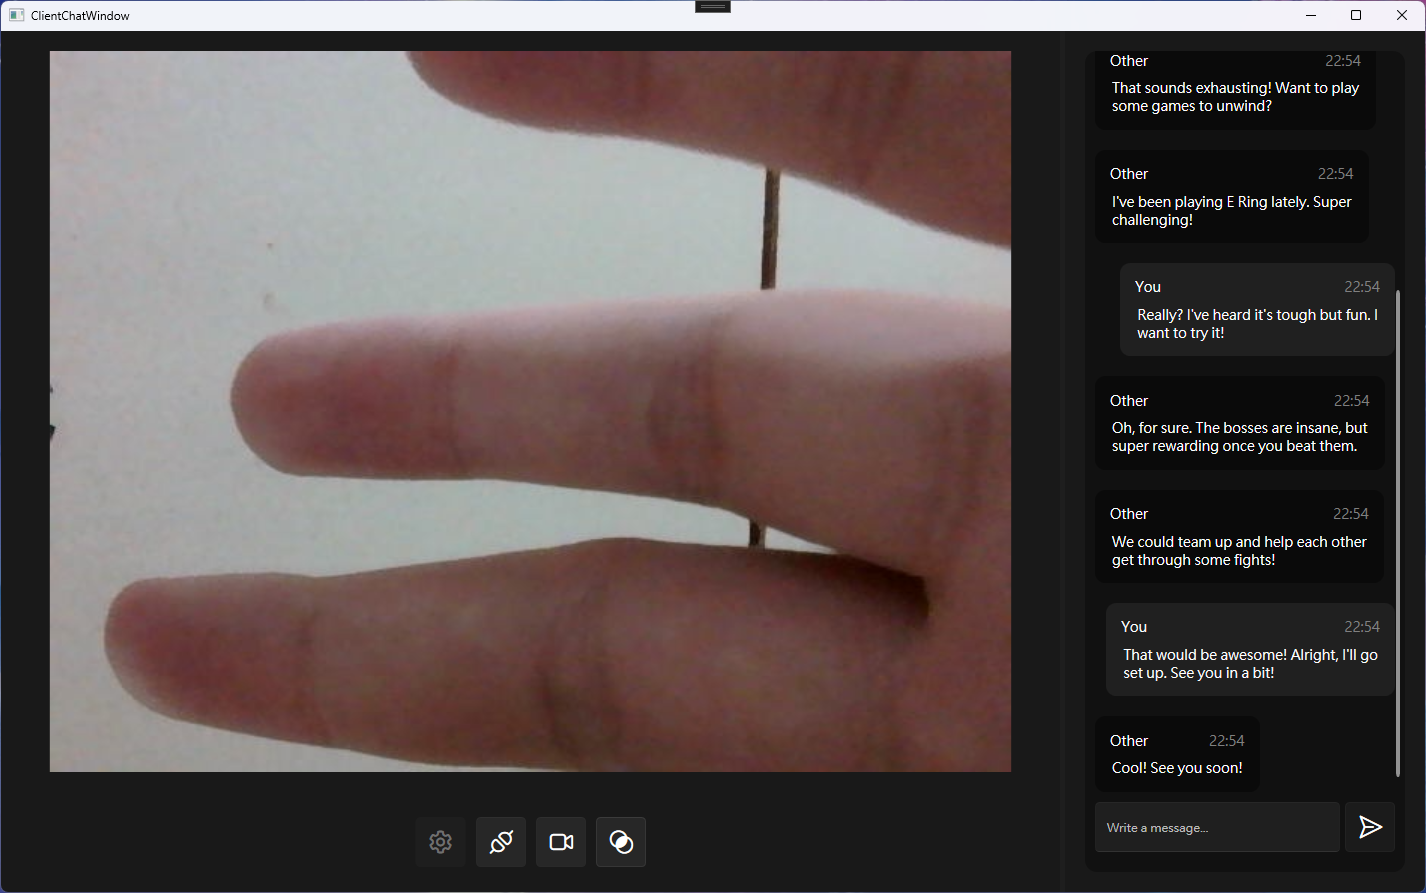 ClientChatWindow
Other 22:54
That sounds exhausting! Want to play
some games to unwind?
Other 22:54
I've been playing E Ring lately. Super
challenging!
You 22:54
Really? I've heard it's tough but fun. I
want to try it!
Other 22:54
Oh, for sure. The bosses are insane, but
super rewarding once you beat them.
Other 22:54
We could team up and help each other
get through some fights!
You 22:54
That would be awesome! Alright, I'll go
set up. See you in a bit!
Other 22:54
Cool! See you soon!
Write a message...